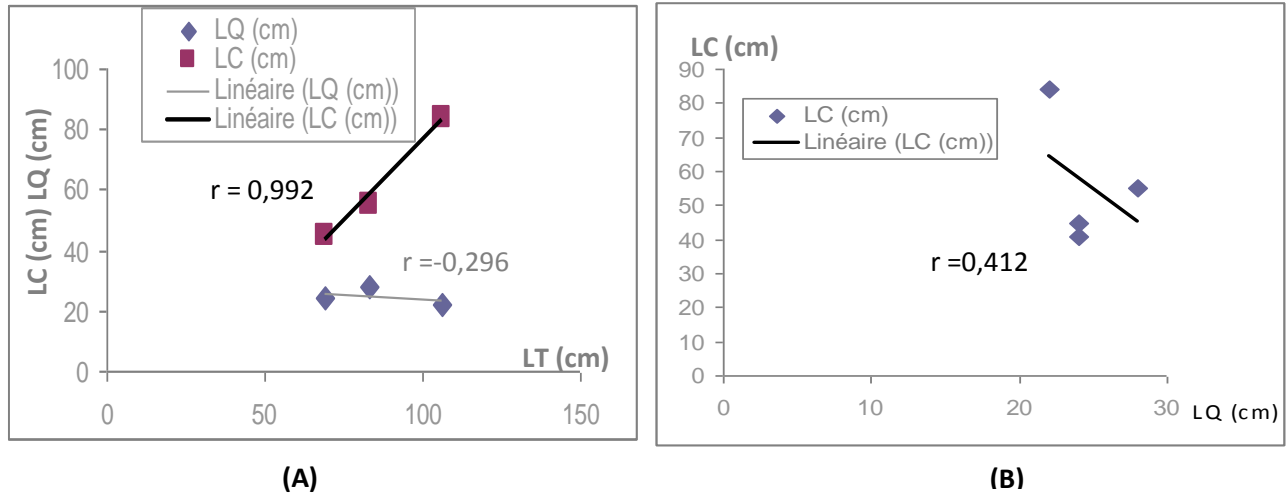 LQ (cm)
LC (cm)
Linéaire (LQ (cm))
Linéaire (LC (cm))
LC (cm) LQ (cm)
100
80
60
40
20
0
r = 0,992
r =-0,296
LT (cm)
0
50
100
150
(A)
LC (cm)
90
80
70
60
50
40
30
20
10
0
LC (cm)
Linéaire (LC (cm))
r =0,412
0
10
20
30
LQ (cm)
(B)